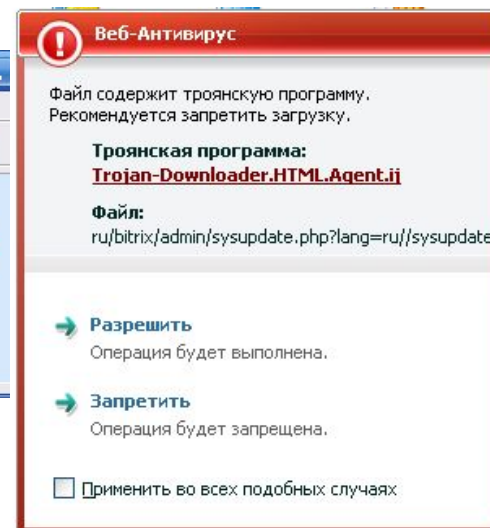 Веб-Антивирус
Файл содержит троянскую программу.
Рекомендуется запретить загрузку.
Троянская программа:
Trojan-Downloader.HTML.Agent.ij
Файл:
ru/bitrix/admin/sysupdate.php?lang=ru//sysupdate
Разрешить
Операция будет выполнена.
Запретить
Операция будет запрещена.
Применить во всех подобных случаях